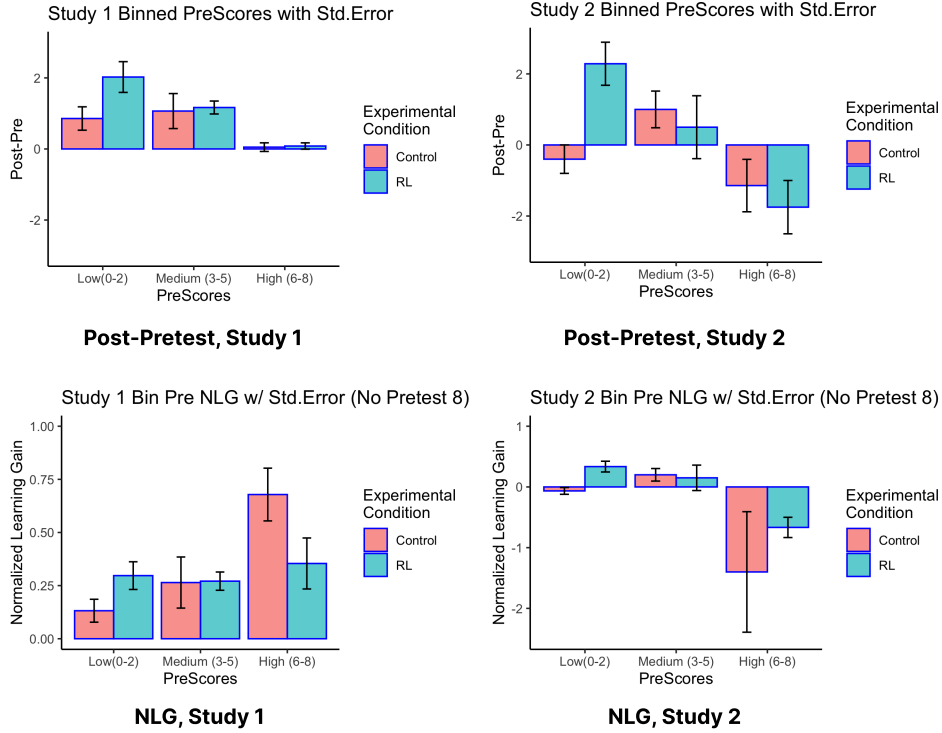 Study 1 Binned PreScores with Std.Error
Post-Pre
2
0
-2
Low(0-2)
Medium (3-5)
High (6-8)
PreScores
Experimental
Condition
Control
RL
Post-Pretest, Study 1
Study 2 Binned PreScores with Std.Error
Post-Pre
2
0
-2
Low(0-2)
Medium (3-5)
High (6-8)
PreScores
Experimental
Condition
Control
RL
Post-Pretest, Study 2
Study 1 Bin Pre NLG w/ Std.Error (No Pretest 8)
Normalized Learning Gain
1.00
0.75
0.50
0.25
0.00
Low(0-2)
Medium (3-5)
High (6-8)
PreScores
Experimental
Condition
Control
RL
NLG, Study 1
Study 2 Bin Pre NLG w/ Std.Error (No Pretest 8)
Normalized Learning Gain
1
0
-1
-2
Low(0-2)
Medium (3-5)
High (6-8)
PreScores
Experimental
Condition
Control
RL
NLG, Study 2